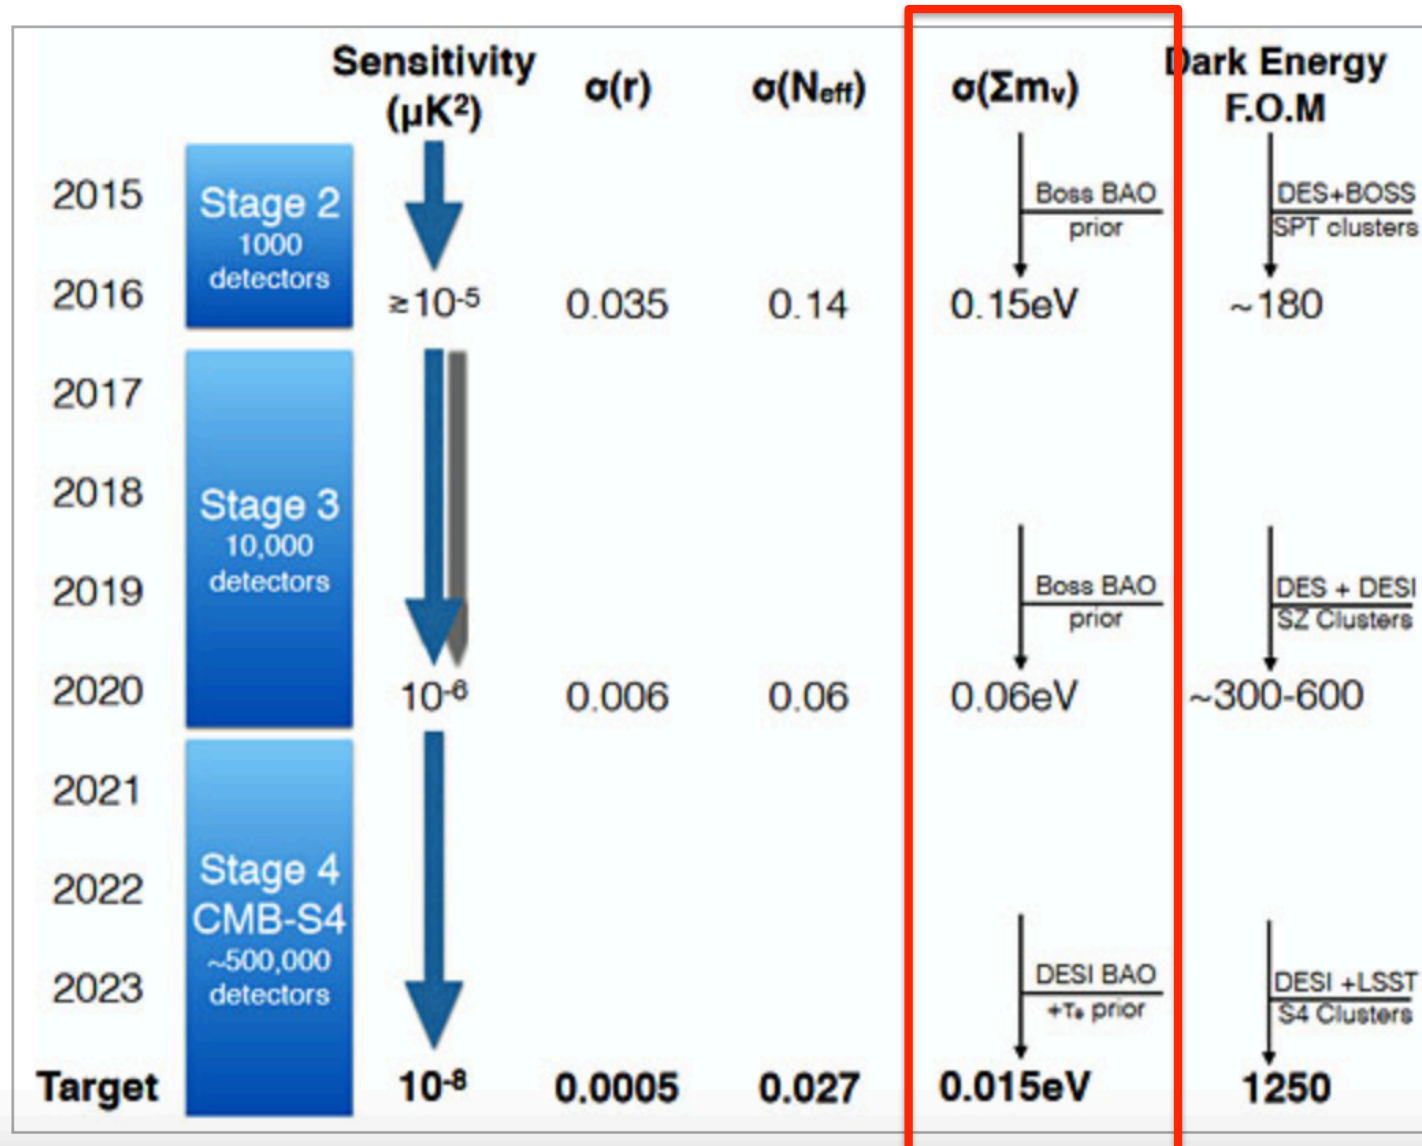 Sensitivity
(μK²)
σ(r)
σ(Neff)
σ(Σmν)
Dark Energy
F.O.M
2015
2016
2017
2018
2019
2020
2021
2022
2023
Target
Stage 2
1000
detectors
Stage 3
10,000
detectors
Stage 4
CMB-S4
~500,000
detectors
Boss BAO
prior
DES+BOSS
SPT clusters
≳10⁻⁵ 0.035 0.14 0.15eV ~180
Boss BAO
prior
DES + DESI
SZ Clusters
10⁻⁶ 0.006 0.06 0.06eV ~300-600
DESI BAO
+τₑ prior
DESI +LSST
S4 Clusters
10⁻⁸ 0.0005 0.027 0.015eV 1250